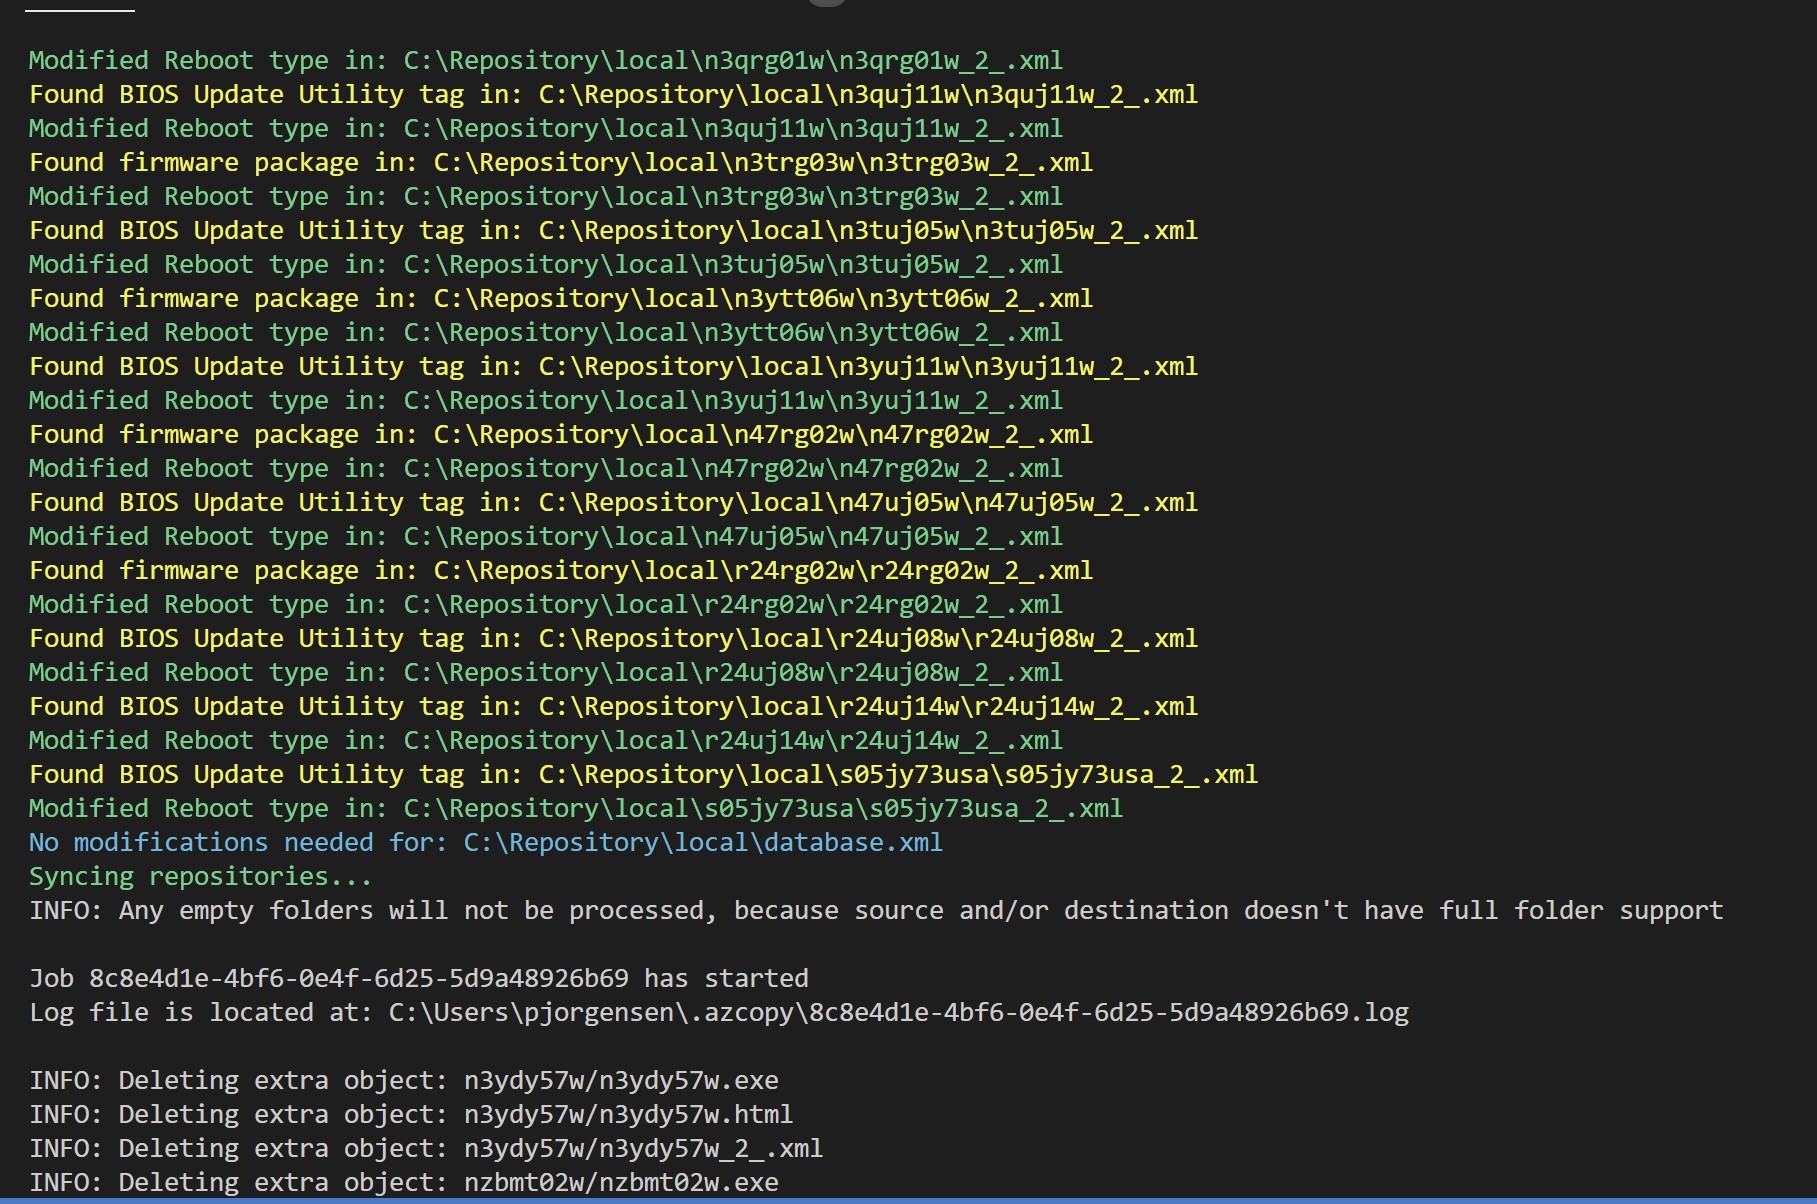 Modified Reboot type in: C:\Repository\local\n3qrg01w\n3qrg01w_2_.xml
Found BIOS Update Utility tag in: C:\Repository\local\n3quj11w\n3quj11w_2_.xml
Modified Reboot type in: C:\Repository\local\n3quj11w\n3quj11w_2_.xml
Found firmware package in: C:\Repository\local\n3trg03w\n3trg03w_2_.xml
Modified Reboot type in: C:\Repository\local\n3trg03w\n3trg03w_2_.xml
Found BIOS Update Utility tag in: C:\Repository\local\n3tuj05w\n3tuj05w_2_.xml
Modified Reboot type in: C:\Repository\local\n3tuj05w\n3tuj05w_2_.xml
Found firmware package in: C:\Repository\local\n3ytt06w\n3ytt06w_2_.xml
Modified Reboot type in: C:\Repository\local\n3ytt06w\n3ytt06w_2_.xml
Found BIOS Update Utility tag in: C:\Repository\local\n3yuj11w\n3yuj11w_2_.xml
Modified Reboot type in: C:\Repository\local\n3yuj11w\n3yuj11w_2_.xml
Found firmware package in: C:\Repository\local\n47rg02w\n47rg02w_2_.xml
Modified Reboot type in: C:\Repository\local\n47rg02w\n47rg02w_2_.xml
Found BIOS Update Utility tag in: C:\Repository\local\n47uj05w\n47uj05w_2_.xml
Modified Reboot type in: C:\Repository\local\n47uj05w\n47uj05w_2_.xml
Found firmware package in: C:\Repository\local\r24rg02w\r24rg02w_2_.xml
Modified Reboot type in: C:\Repository\local\r24rg02w\r24rg02w_2_.xml
Found BIOS Update Utility tag in: C:\Repository\local\r24uj08w\r24uj08w_2_.xml
Modified Reboot type in: C:\Repository\local\r24uj08w\r24uj08w_2_.xml
Found BIOS Update Utility tag in: C:\Repository\local\r24uj14w\r24uj14w_2_.xml
Modified Reboot type in: C:\Repository\local\r24uj14w\r24uj14w_2_.xml
Found BIOS Update Utility tag in: C:\Repository\local\s05jy73usa\s05jy73usa_2_.xml
Modified Reboot type in: C:\Repository\local\s05jy73usa\s05jy73usa_2_.xml
No modifications needed for: C:\Repository\local\database.xml
Syncing repositories...
INFO: Any empty folders will not be processed, because source and/or destination doesn't have full folder support
Job 8c8e4d1e-4bf6-0e4f-6d25-5d9a48926b69 has started
Log file is located at: C:\Users\pjorgensen\.azcopy\8c8e4d1e-4bf6-0e4f-6d25-5d9a48926b69.log
INFO: Deleting extra object: n3ydy57w/n3ydy57w.exe
INFO: Deleting extra object: n3ydy57w/n3ydy57w.html
INFO: Deleting extra object: n3ydy57w/n3ydy57w_2_.xml
INFO: Deleting extra object: nzbmt02w/nzbmt02w.exe